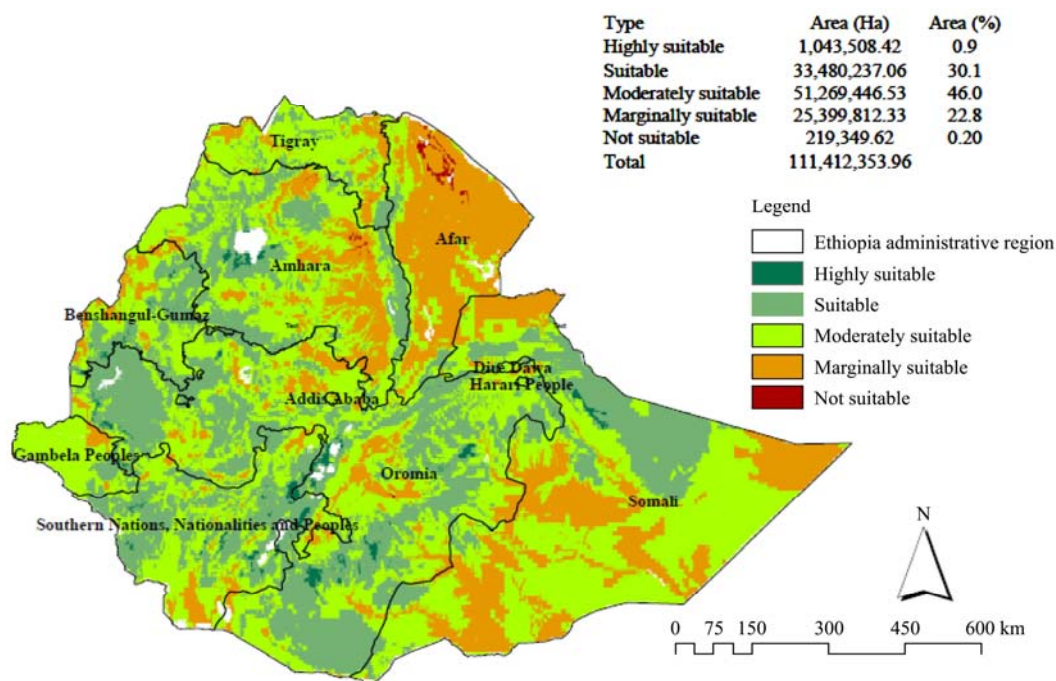 Type Area (Ha) Area (%)
Highly suitable 1,043,508.42 0.9
Suitable 33,480,237.06 30.1
Moderately suitable 51,269,446.53 46.0
Marginally suitable 25,399,812.33 22.8
Not suitable 219,349.62 0.20
Total 111,412,353.96
Legend
Ethiopia administrative region
Highly suitable
Suitable
Moderately suitable
Marginally suitable
Not suitable
Tigray
Afar
Amhara
Benshangul-Gumaz
Text
Text
Dire Dawa
Harari People
Addis Ababa
Gambela Peoples
Oromia
Somali
Southern Nations, Nationalities and Peoples
N
0 75 150 300 450 600 km